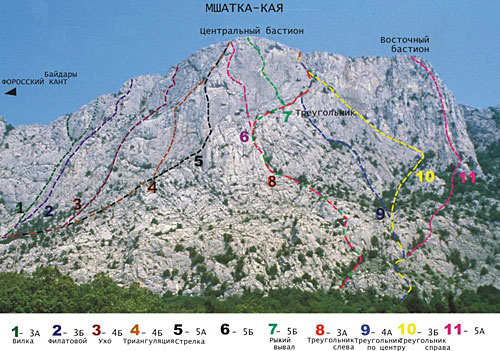 МШАТКА-КАЯ
Центральный бастион
Восточный
бастион
Байдары
ФОРОССКИЙ КАНТ
Треугольник
1
2
3
4
5
6
7
8
9
10
11
1- 3А
Вилка
2- 3Б
Филатовой
3- 4Б
Ухо
4- 4Б
Триангуляция
5- 5А
Стрелка
6 - 5Б
7- 5Б
Рыжий
вывал
8 - 3А
Треугольник
слева
9- 4А
Треугольник
по центру
10- 3Б
Треугольник
справа
11- 5А